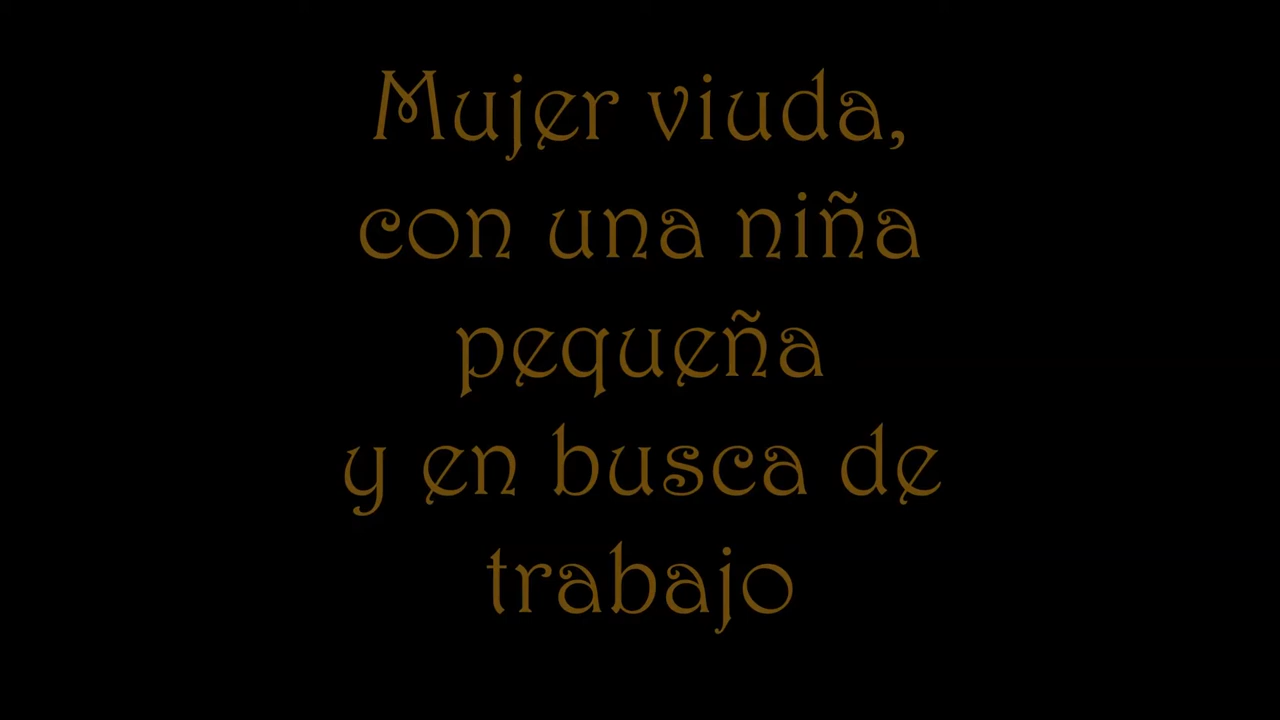 Mujer viuda,
con una niña
pequeña
y en busca de
trabajo